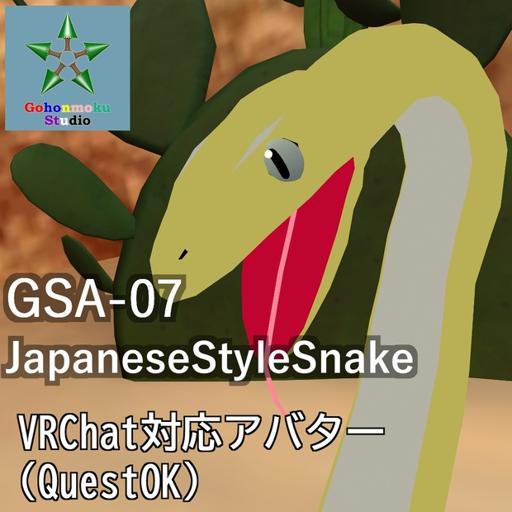 Gohonmoku
Studio
GSA-07
JapaneseStyleSnake
VRChat対応アバター
(QuestOK)